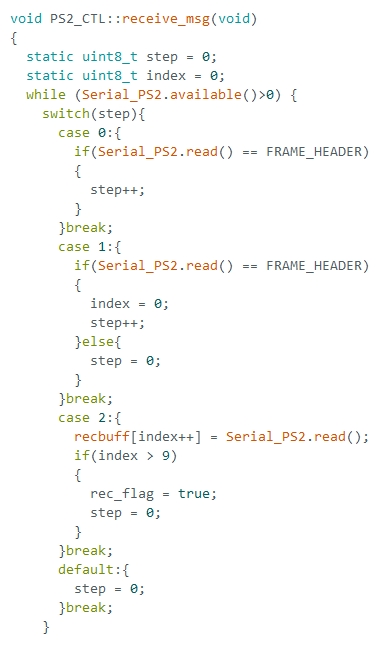 void PS2_CTL::receive_msg(void)
{
  static uint8_t step = 0;
  static uint8_t index = 0;
  while (Serial_PS2.available()>0) {
    switch(step){
      case 0:{
        if(Serial_PS2.read() == FRAME_HEADER)
        {
          step++;
        }
      }break;
      case 1:{
        if(Serial_PS2.read() == FRAME_HEADER)
        {
          index = 0;
          step++;
        }else{
          step = 0;
        }
      }break;
      case 2:{
        recbuff[index++] = Serial_PS2.read();
        if(index > 9)
        {
          rec_flag = true;
          step = 0;
        }
      }break;
      default:{
        step = 0;
      }break;
    }